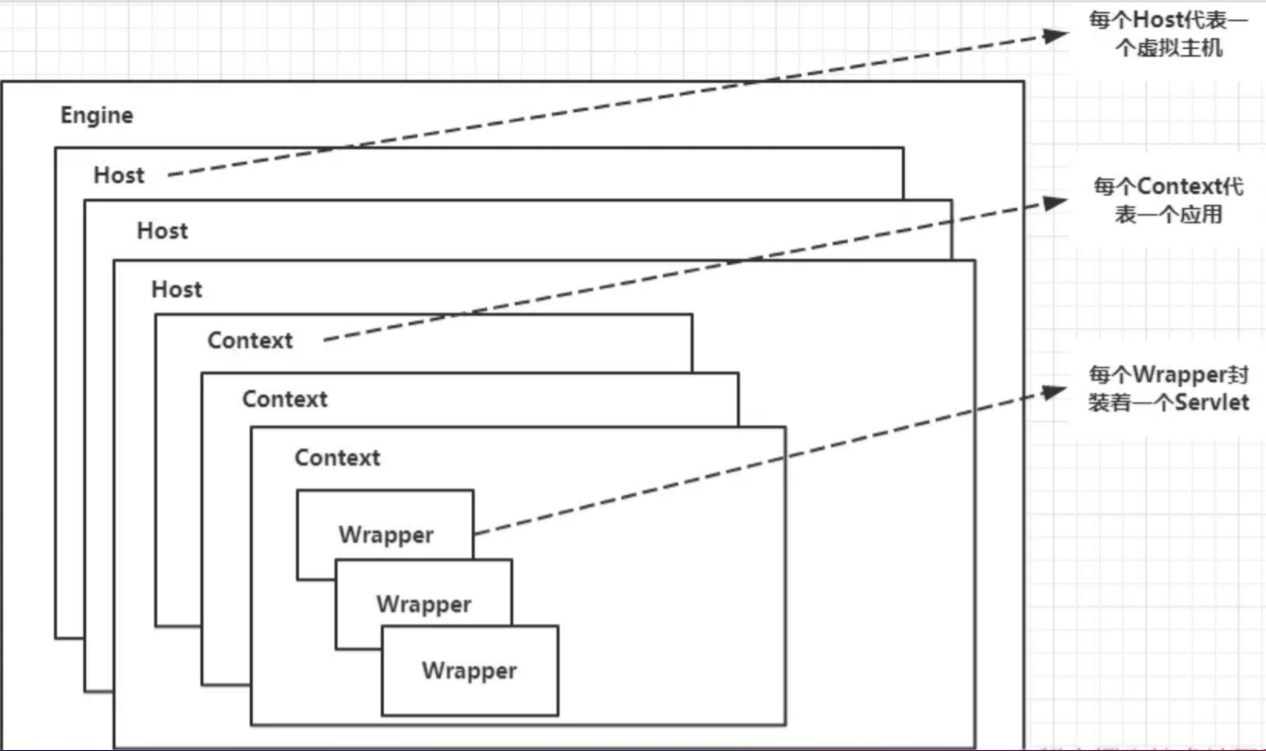 每个Host代表一
个虚拟主机
Engine
Host
每个Context代
表一个应用
Host
Host
Context
每个Wrapper封
装着一个Servlet
Context
Context
Wrapper
Wrapper
Wrapper